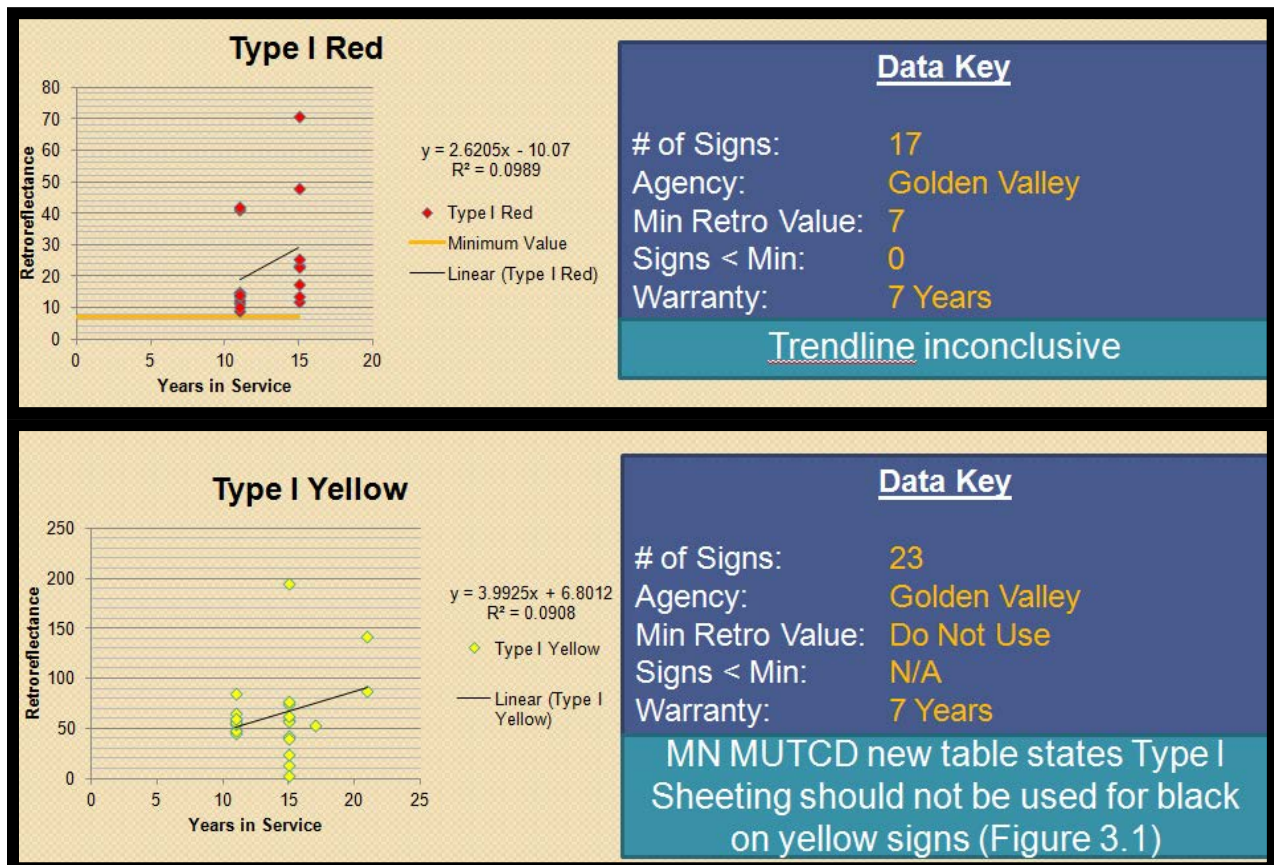 Type I Red
Retroreflectance
80
70
60
50
40
30
20
10
0
0 5 10 15 20
Years in Service
y = 2.6205x - 10.07
R² = 0.0989
Type I Red
Minimum Value
Linear (Type I Red)
Data Key
# of Signs: 17
Agency: Golden Valley
Min Retro Value: 7
Signs < Min: 0
Warranty: 7 Years
Trendline inconclusive
Type I Yellow
Retroreflectance
250
200
150
100
50
0
0 5 10 15 20 25
Years in Service
y = 3.9925x + 6.8012
R² = 0.0908
Type I Yellow
Linear (Type I
Yellow)
Data Key
# of Signs: 23
Agency: Golden Valley
Min Retro Value: Do Not Use
Signs < Min: N/A
Warranty: 7 Years
MN MUTCD new table states Type I
Sheeting should not be used for black
on yellow signs (Figure 3.1)